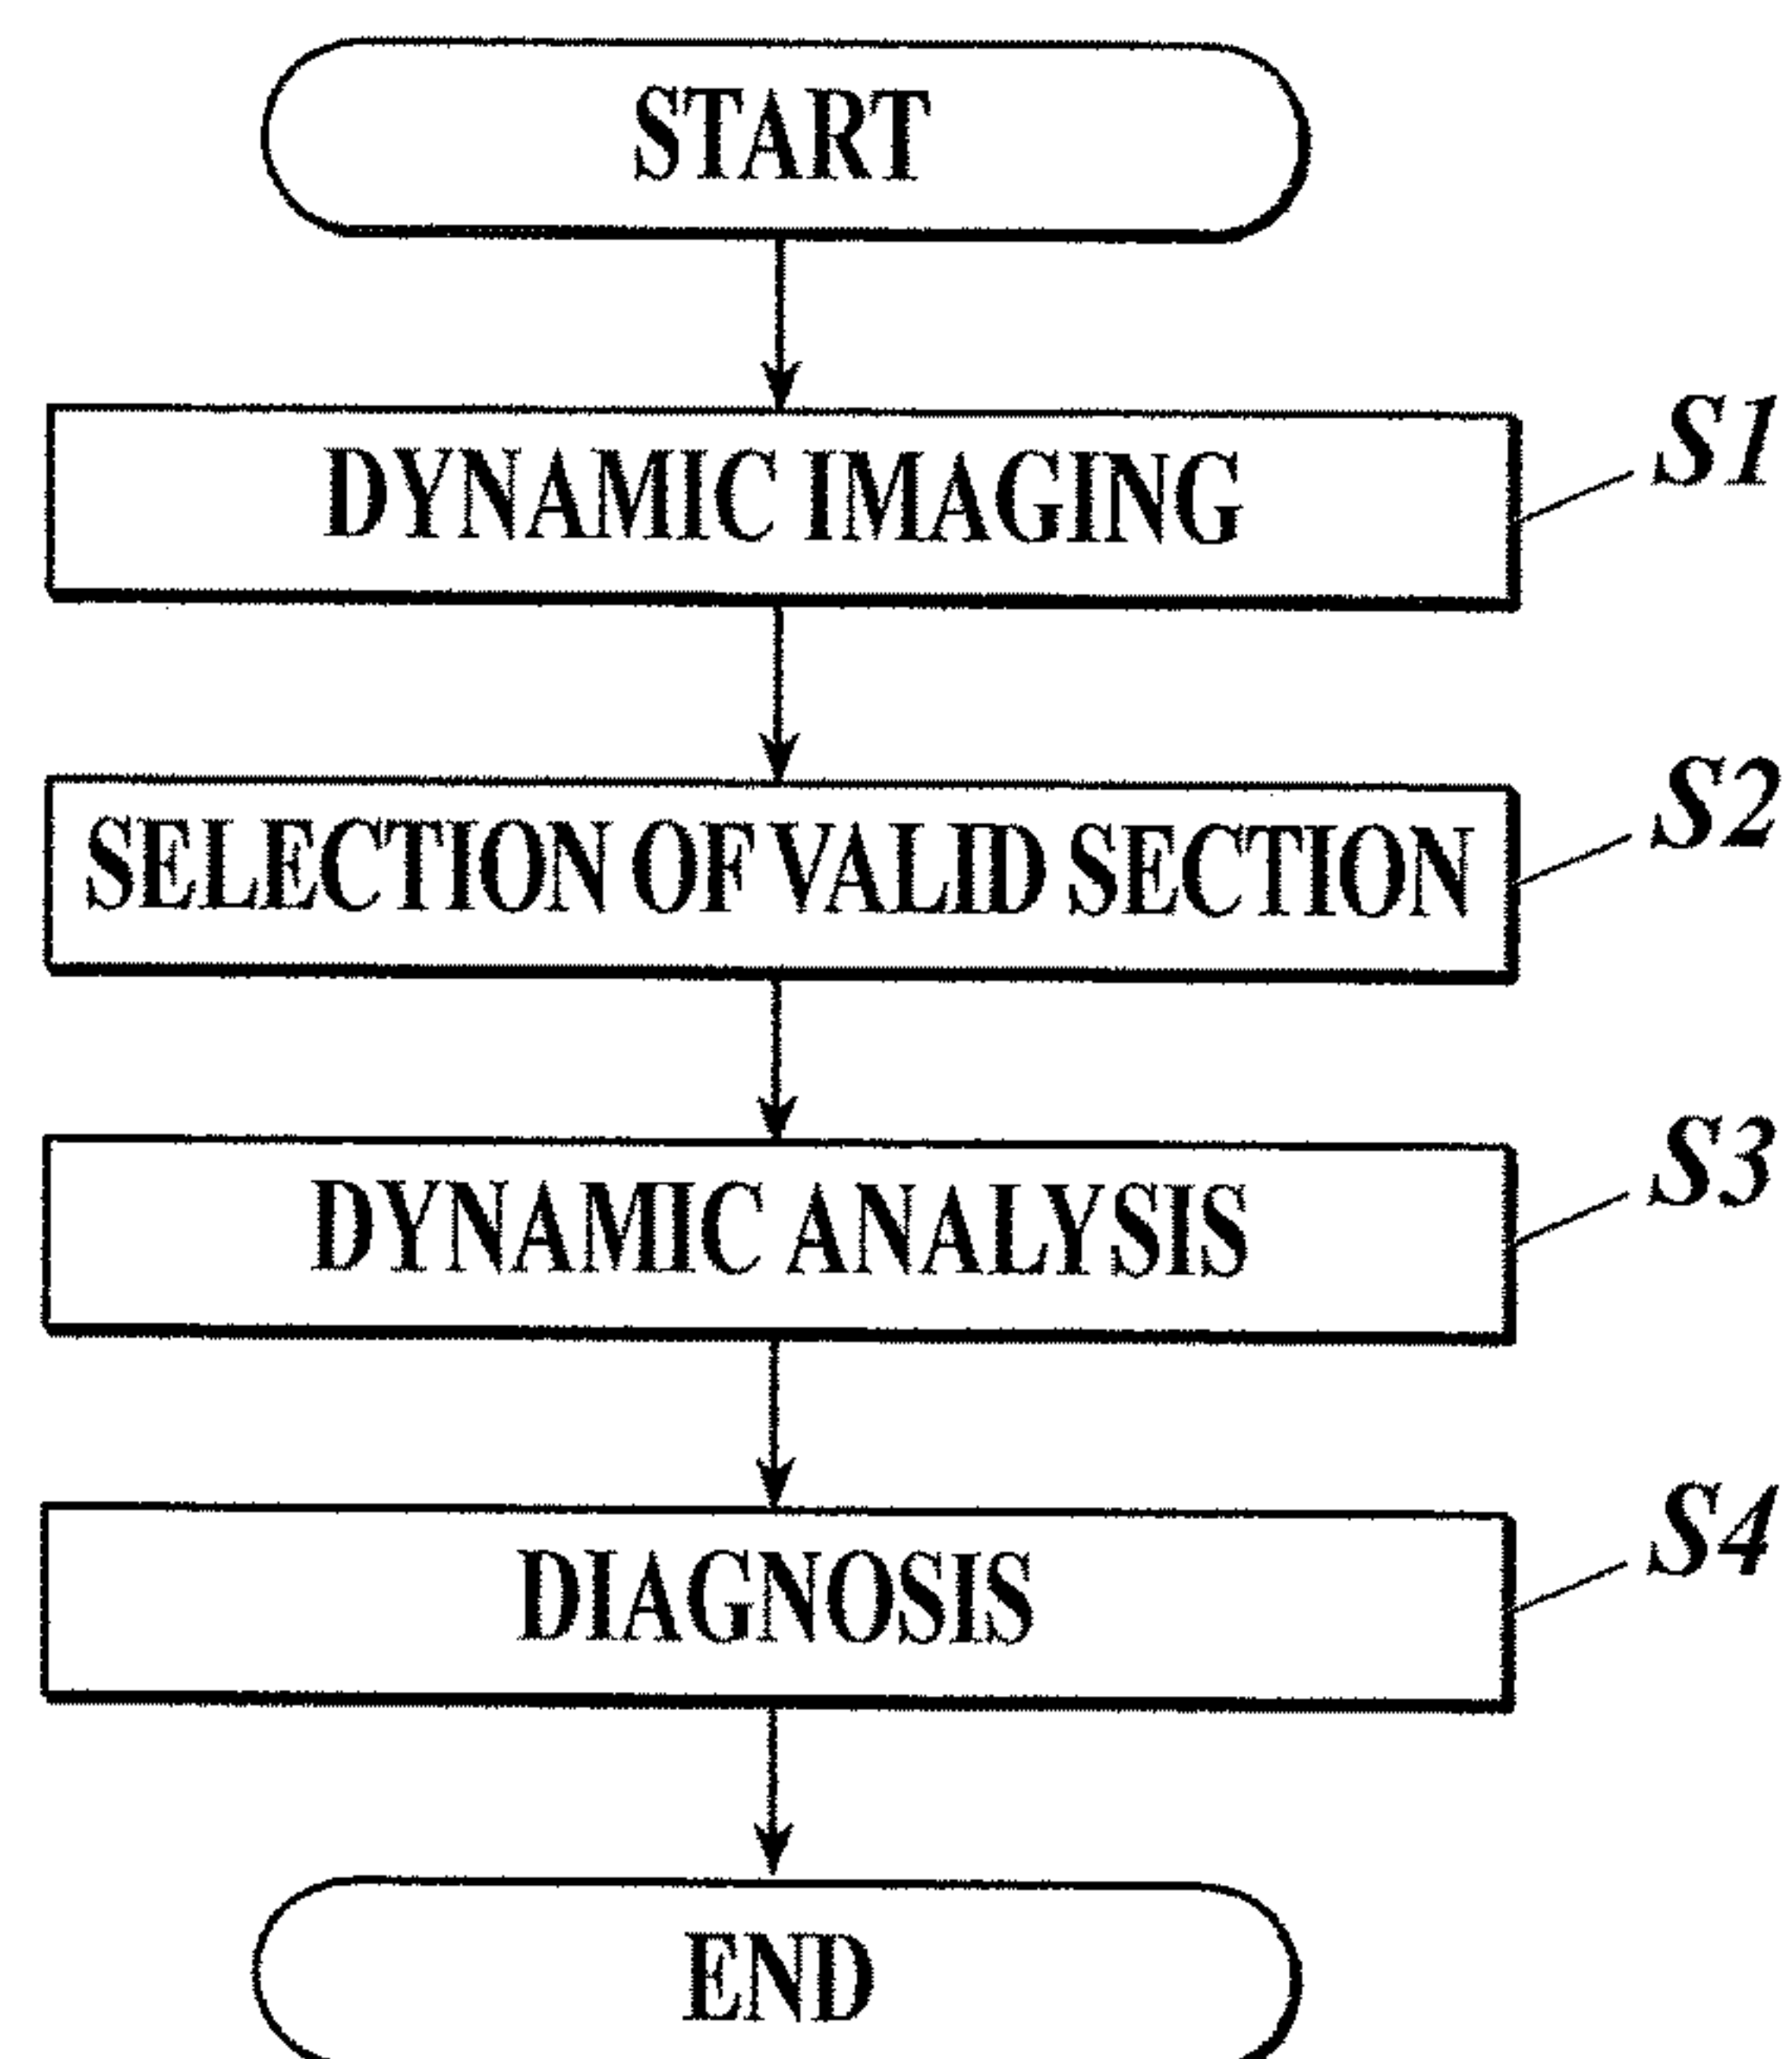 START
DYNAMIC IMAGING
S1
SELECTION OF VALID SECTION
S2
DYNAMIC ANALYSIS
S3
DIAGNOSIS
S4
END